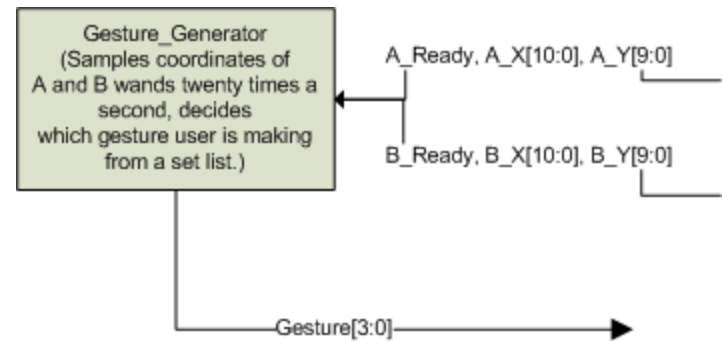 Gesture_Generator
(Samples coordinates of
A and B wands twenty times a
second, decides
which gesture user is making
from a set list.)
A_Ready, A_X[10:0], A_Y[9:0]
B_Ready, B_X[10:0], B_Y[9:0]
Gesture[3:0]